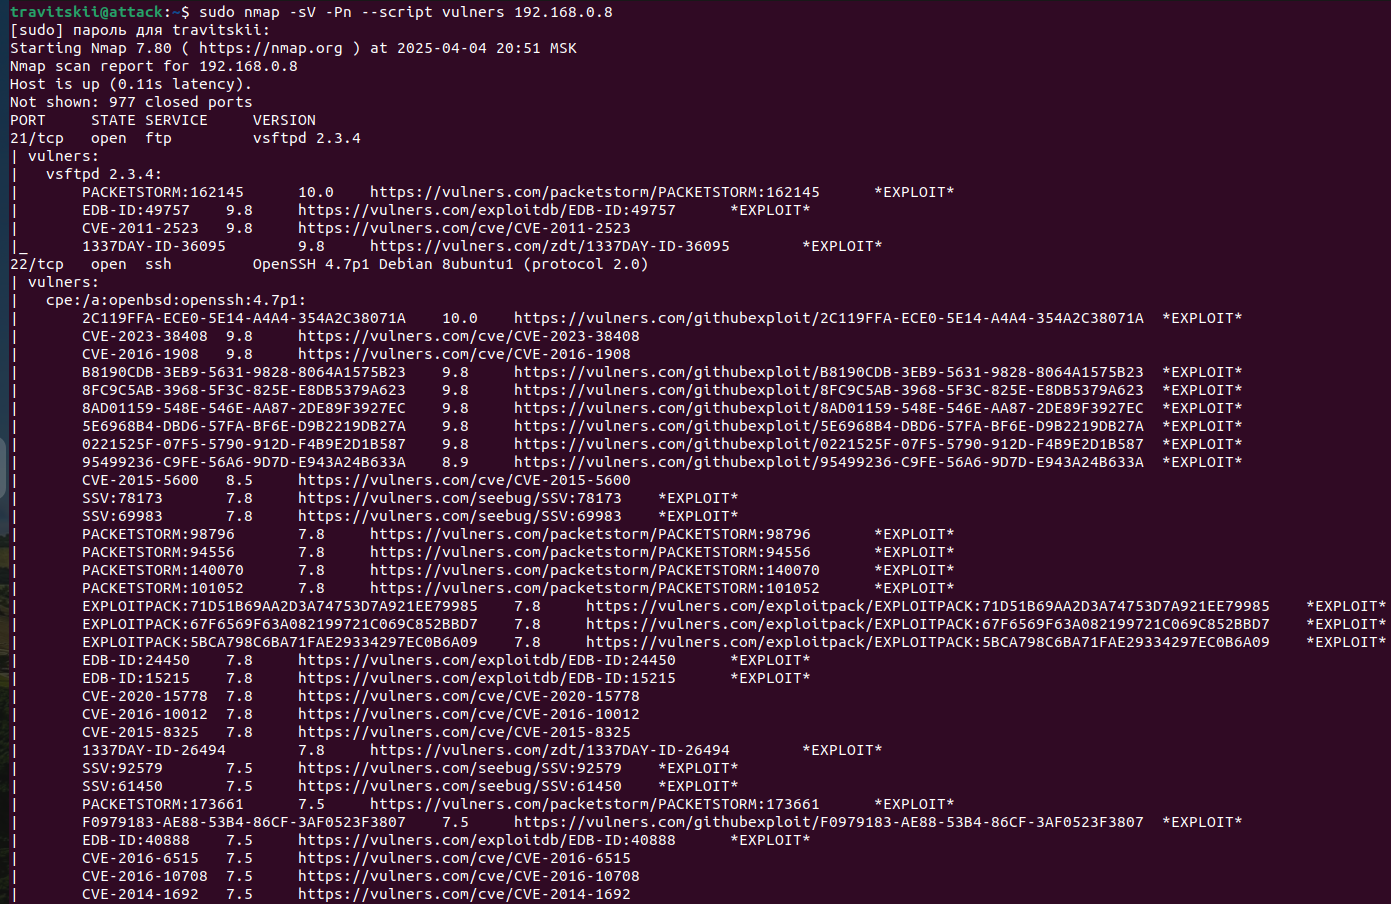 travitskii@attack:~$ sudo nmap -sV -Pn --script vulners 192.168.0.8
[sudo] пароль для travitskii:
Starting Nmap 7.80 ( https://nmap.org ) at 2025-04-04 20:51 MSK
Nmap scan report for 192.168.0.8
Host is up (0.11s latency).
Not shown: 977 closed ports
PORT     STATE SERVICE     VERSION
21/tcp   open  ftp         vsftpd 2.3.4
| vulners:
|   vsftpd 2.3.4:
|       PACKETSTORM:162145      10.0    https://vulners.com/packetstorm/PACKETSTORM:162145      *EXPLOIT*
|       EDB-ID:49757    9.8     https://vulners.com/exploitdb/EDB-ID:49757      *EXPLOIT*
|       CVE-2011-2523   9.8     https://vulners.com/cve/CVE-2011-2523
|_      1337DAY-ID-36095        9.8     https://vulners.com/zdt/1337DAY-ID-36095        *EXPLOIT*
22/tcp   open  ssh         OpenSSH 4.7p1 Debian 8ubuntu1 (protocol 2.0)
| vulners:
|   cpe:/a:openbsd:openssh:4.7p1:
|       2C119FFA-ECE0-5E14-A4A4-354A2C38071A    10.0    https://vulners.com/githubexploit/2C119FFA-ECE0-5E14-A4A4-354A2C38071A  *EXPLOIT*
|       CVE-2023-38408  9.8     https://vulners.com/cve/CVE-2023-38408
|       CVE-2016-1908   9.8     https://vulners.com/cve/CVE-2016-1908
|       B8190CDB-3EB9-5631-9828-8064A1575B23    9.8     https://vulners.com/githubexploit/B8190CDB-3EB9-5631-9828-8064A1575B23  *EXPLOIT*
|       8FC9C5AB-3968-5F3C-825E-E8DB5379A623    9.8     https://vulners.com/githubexploit/8FC9C5AB-3968-5F3C-825E-E8DB5379A623  *EXPLOIT*
|       8AD01159-548E-546E-AA87-2DE89F3927EC    9.8     https://vulners.com/githubexploit/8AD01159-548E-546E-AA87-2DE89F3927EC  *EXPLOIT*
|       5E6968B4-DBD6-57FA-BF6E-D9B2219DB27A    9.8     https://vulners.com/githubexploit/5E6968B4-DBD6-57FA-BF6E-D9B2219DB27A  *EXPLOIT*
|       0221525F-07F5-5790-912D-F4B9E2D1B587    9.8     https://vulners.com/githubexploit/0221525F-07F5-5790-912D-F4B9E2D1B587  *EXPLOIT*
|       95499236-C9FE-56A6-9D7D-E943A24B633A    8.9     https://vulners.com/githubexploit/95499236-C9FE-56A6-9D7D-E943A24B633A  *EXPLOIT*
|       CVE-2015-5600   8.5     https://vulners.com/cve/CVE-2015-5600
|       SSV:78173       7.8     https://vulners.com/seebug/SSV:78173    *EXPLOIT*
|       SSV:69983       7.8     https://vulners.com/seebug/SSV:69983    *EXPLOIT*
|       PACKETSTORM:98796       7.8     https://vulners.com/packetstorm/PACKETSTORM:98796       *EXPLOIT*
|       PACKETSTORM:94556       7.8     https://vulners.com/packetstorm/PACKETSTORM:94556       *EXPLOIT*
|       PACKETSTORM:140070      7.8     https://vulners.com/packetstorm/PACKETSTORM:140070      *EXPLOIT*
|       PACKETSTORM:101052      7.8     https://vulners.com/packetstorm/PACKETSTORM:101052      *EXPLOIT*
|       EXPLOITPACK:71D51B69AA2D3A74753D7A921EE79985    7.8     https://vulners.com/exploitpack/EXPLOITPACK:71D51B69AA2D3A74753D7A921EE79985    *EXPLOIT*
|       EXPLOITPACK:67F6569F63A082199721C069C852BBD7    7.8     https://vulners.com/exploitpack/EXPLOITPACK:67F6569F63A082199721C069C852BBD7    *EXPLOIT*
|       EXPLOITPACK:5BCA798C6BA71FAE29334297EC0B6A09    7.8     https://vulners.com/exploitpack/EXPLOITPACK:5BCA798C6BA71FAE29334297EC0B6A09    *EXPLOIT*
|       EDB-ID:24450    7.8     https://vulners.com/exploitdb/EDB-ID:24450      *EXPLOIT*
|       EDB-ID:15215    7.8     https://vulners.com/exploitdb/EDB-ID:15215      *EXPLOIT*
|       CVE-2020-15778  7.8     https://vulners.com/cve/CVE-2020-15778
|       CVE-2016-10012  7.8     https://vulners.com/cve/CVE-2016-10012
|       CVE-2015-8325   7.8     https://vulners.com/cve/CVE-2015-8325
|       1337DAY-ID-26494        7.8     https://vulners.com/zdt/1337DAY-ID-26494        *EXPLOIT*
|       SSV:92579       7.5     https://vulners.com/seebug/SSV:92579    *EXPLOIT*
|       SSV:61450       7.5     https://vulners.com/seebug/SSV:61450    *EXPLOIT*
|       PACKETSTORM:173661      7.5     https://vulners.com/packetstorm/PACKETSTORM:173661      *EXPLOIT*
|       F0979183-AE88-53B4-86CF-3AF0523F3807    7.5     https://vulners.com/githubexploit/F0979183-AE88-53B4-86CF-3AF0523F3807  *EXPLOIT*
|       EDB-ID:40888    7.5     https://vulners.com/exploitdb/EDB-ID:40888      *EXPLOIT*
|       CVE-2016-6515   7.5     https://vulners.com/cve/CVE-2016-6515
|       CVE-2016-10708  7.5     https://vulners.com/cve/CVE-2016-10708
|       CVE-2014-1692   7.5     https://vulners.com/cve/CVE-2014-1692